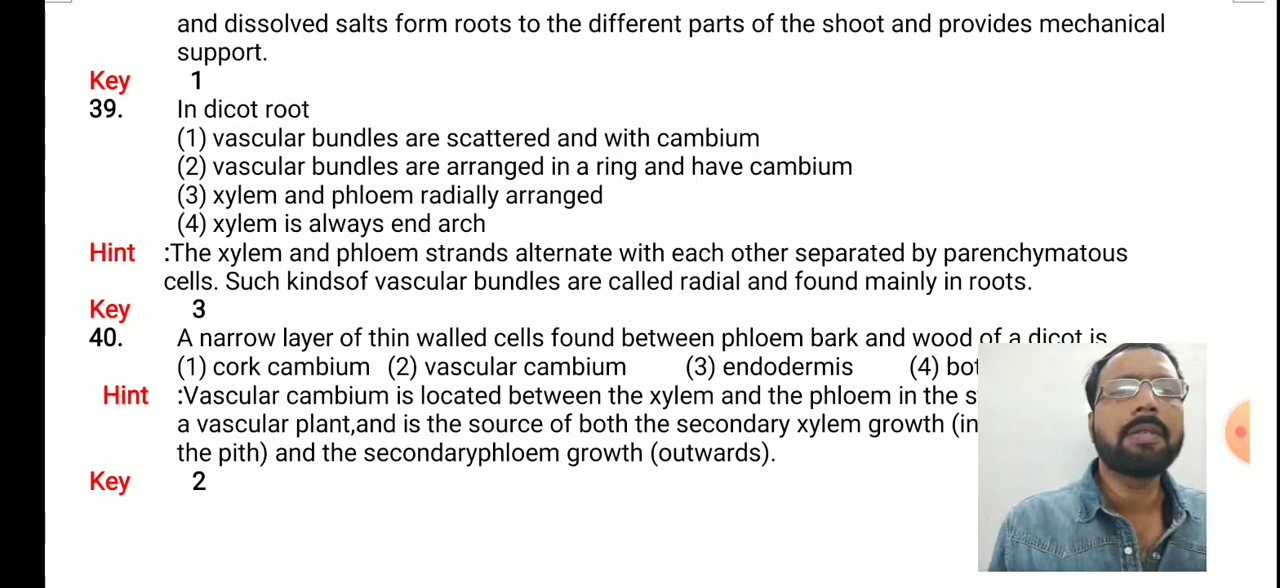 and dissolved salts form roots to the different parts of the shoot and provides mechanical
support.
Key 1
39. In dicot root
(1) vascular bundles are scattered and with cambium
(2) vascular bundles are arranged in a ring and have cambium
(3) xylem and phloem radially arranged
(4) xylem is always end arch
Hint :The xylem and phloem strands alternate with each other separated by parenchymatous
cells. Such kindsof vascular bundles are called radial and found mainly in roots.
Key 3
40. A narrow layer of thin walled cells found between phloem bark and wood of a dicot is
(1) cork cambium (2) vascular cambium (3) endodermis (4)
Hint :Vascular cambium is located between the xylem and the phloem in the
a vascular plant,and is the source of both the secondary xylem growth
the pith) and the secondaryphloem growth (outwards).
Key 2